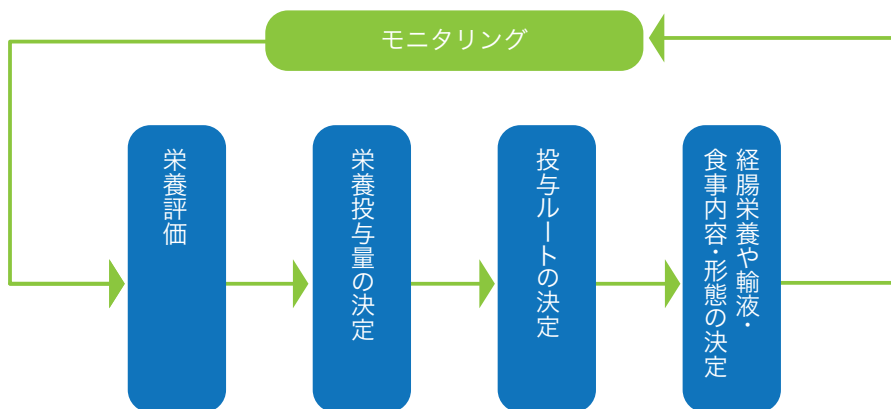 モニタリング
栄養評価
栄養投与量の決定
投与ルートの決定
経腸栄養や輸液・
食事内容・形態の決定